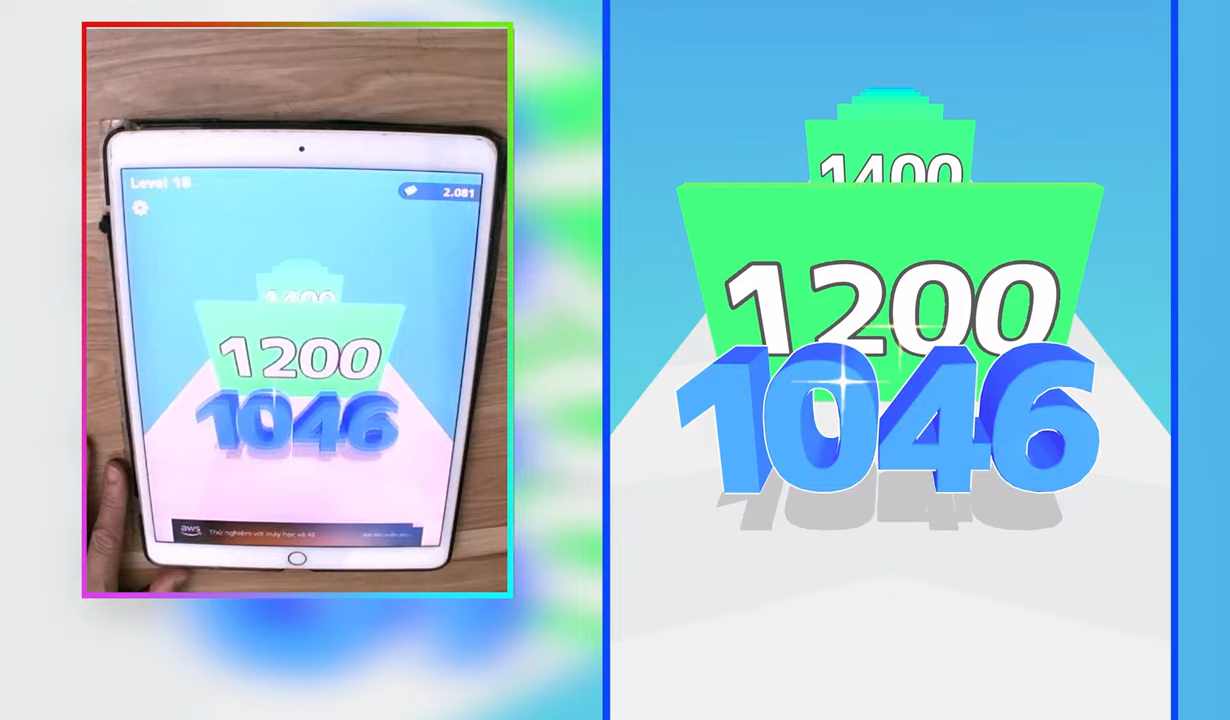 Level 18
2.081
1400
1200
1046
aws
Thử nghiệm với máy học và AI
1400
1200
1046